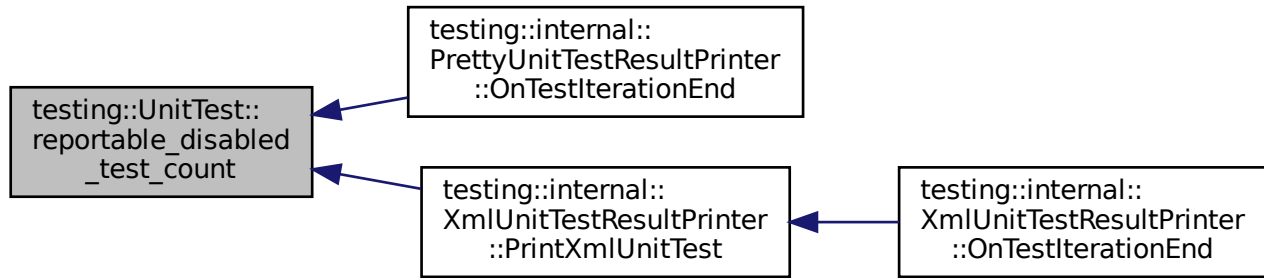 testing::UnitTest::
reportable_disabled
_test_count
testing::internal::
PrettyUnitTestResultPrinter
::OnTestIterationEnd
testing::internal::
XmlUnitTestResultPrinter
::PrintXmlUnitTest
testing::internal::
XmlUnitTestResultPrinter
::OnTestIterationEnd